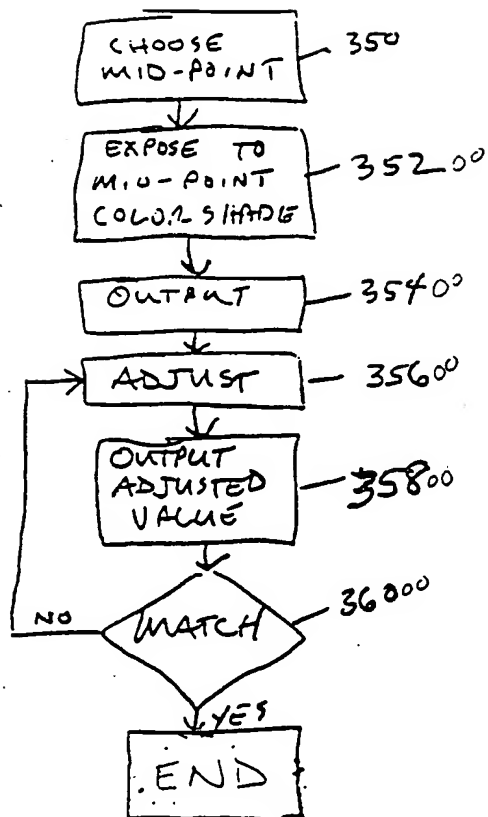 CHOOSE
MID-POINT
350
EXPOSE TO
MID-POINT
COLOR SHADE
35200
OUTPUT
35400
ADJUST
35600
OUTPUT
ADJUSTED
VALUE
35800
MATCH
36000
NO
YES
END